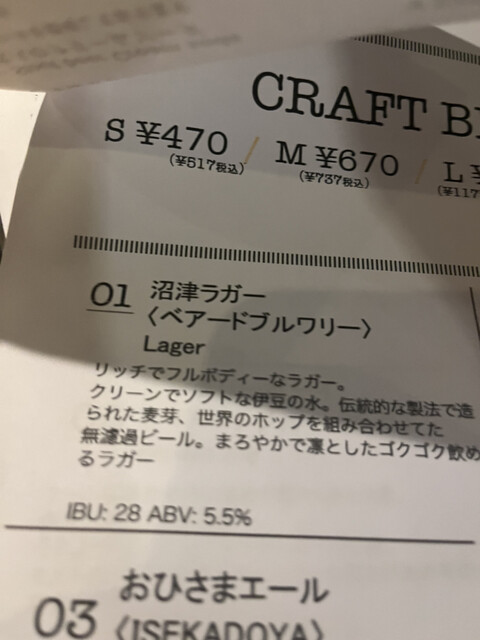 CRAFT
S ¥470 / M ¥670 / L
(¥517税込) (¥737税込) (¥117
01 沼津ラガー
〈ベアードブルワリー〉
Lager
リッチでフルボディーなラガー。
クリーンでソフトな伊豆の水。伝統的な製法で造
られた麦芽、世界のホップを組み合わせてた
無濾過ビール。まろやかで凛としたゴクゴク飲め
るラガー
IBU: 28 ABV: 5.5%
03 おひさまエール
〈ISEKADOYA〉